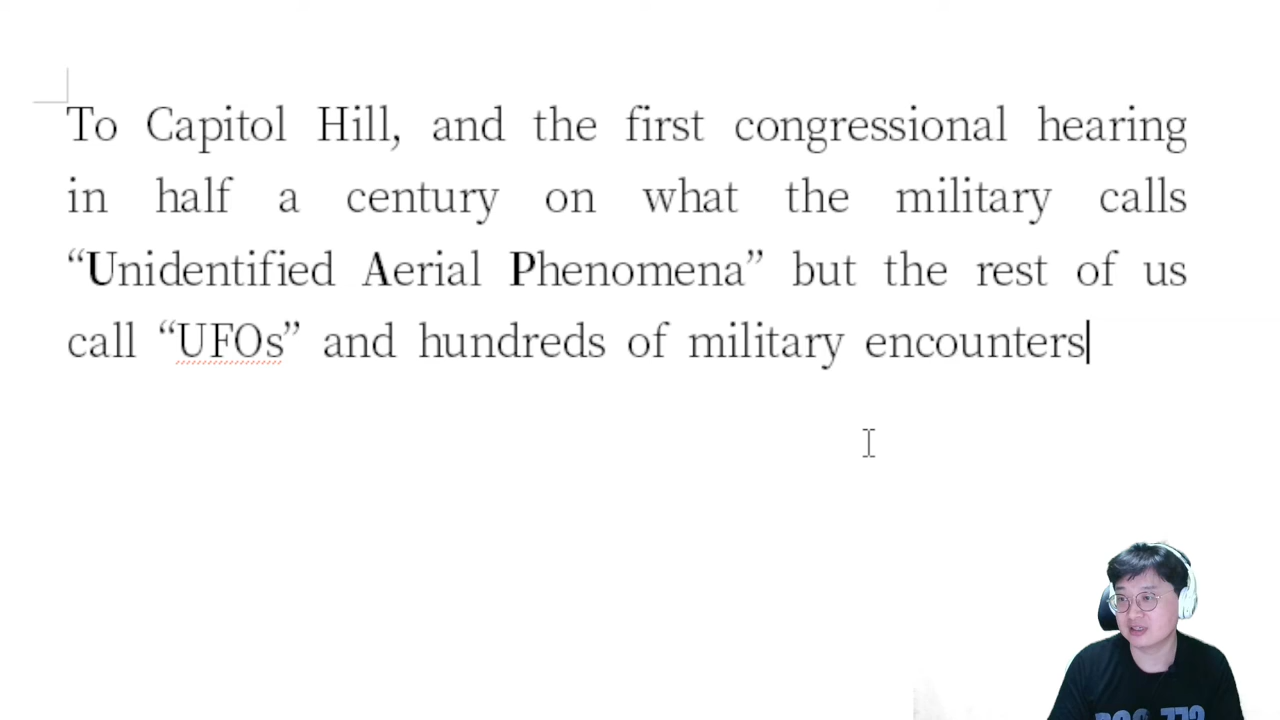 To Capitol Hill, and the first congressional hearing
in half a century on what the military calls
“Unidentified Aerial Phenomena” but the rest of us
call “UFOs” and hundreds of military encounters